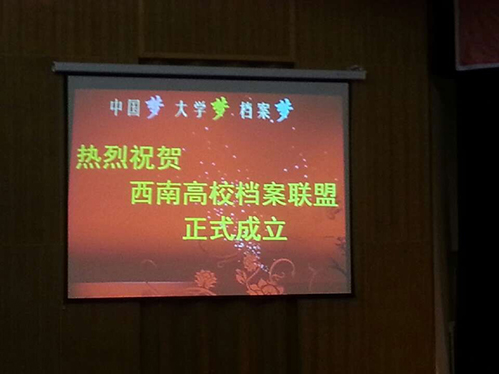 中国梦 大学梦 档案梦
热烈祝贺
西南高校档案联盟
正式成立